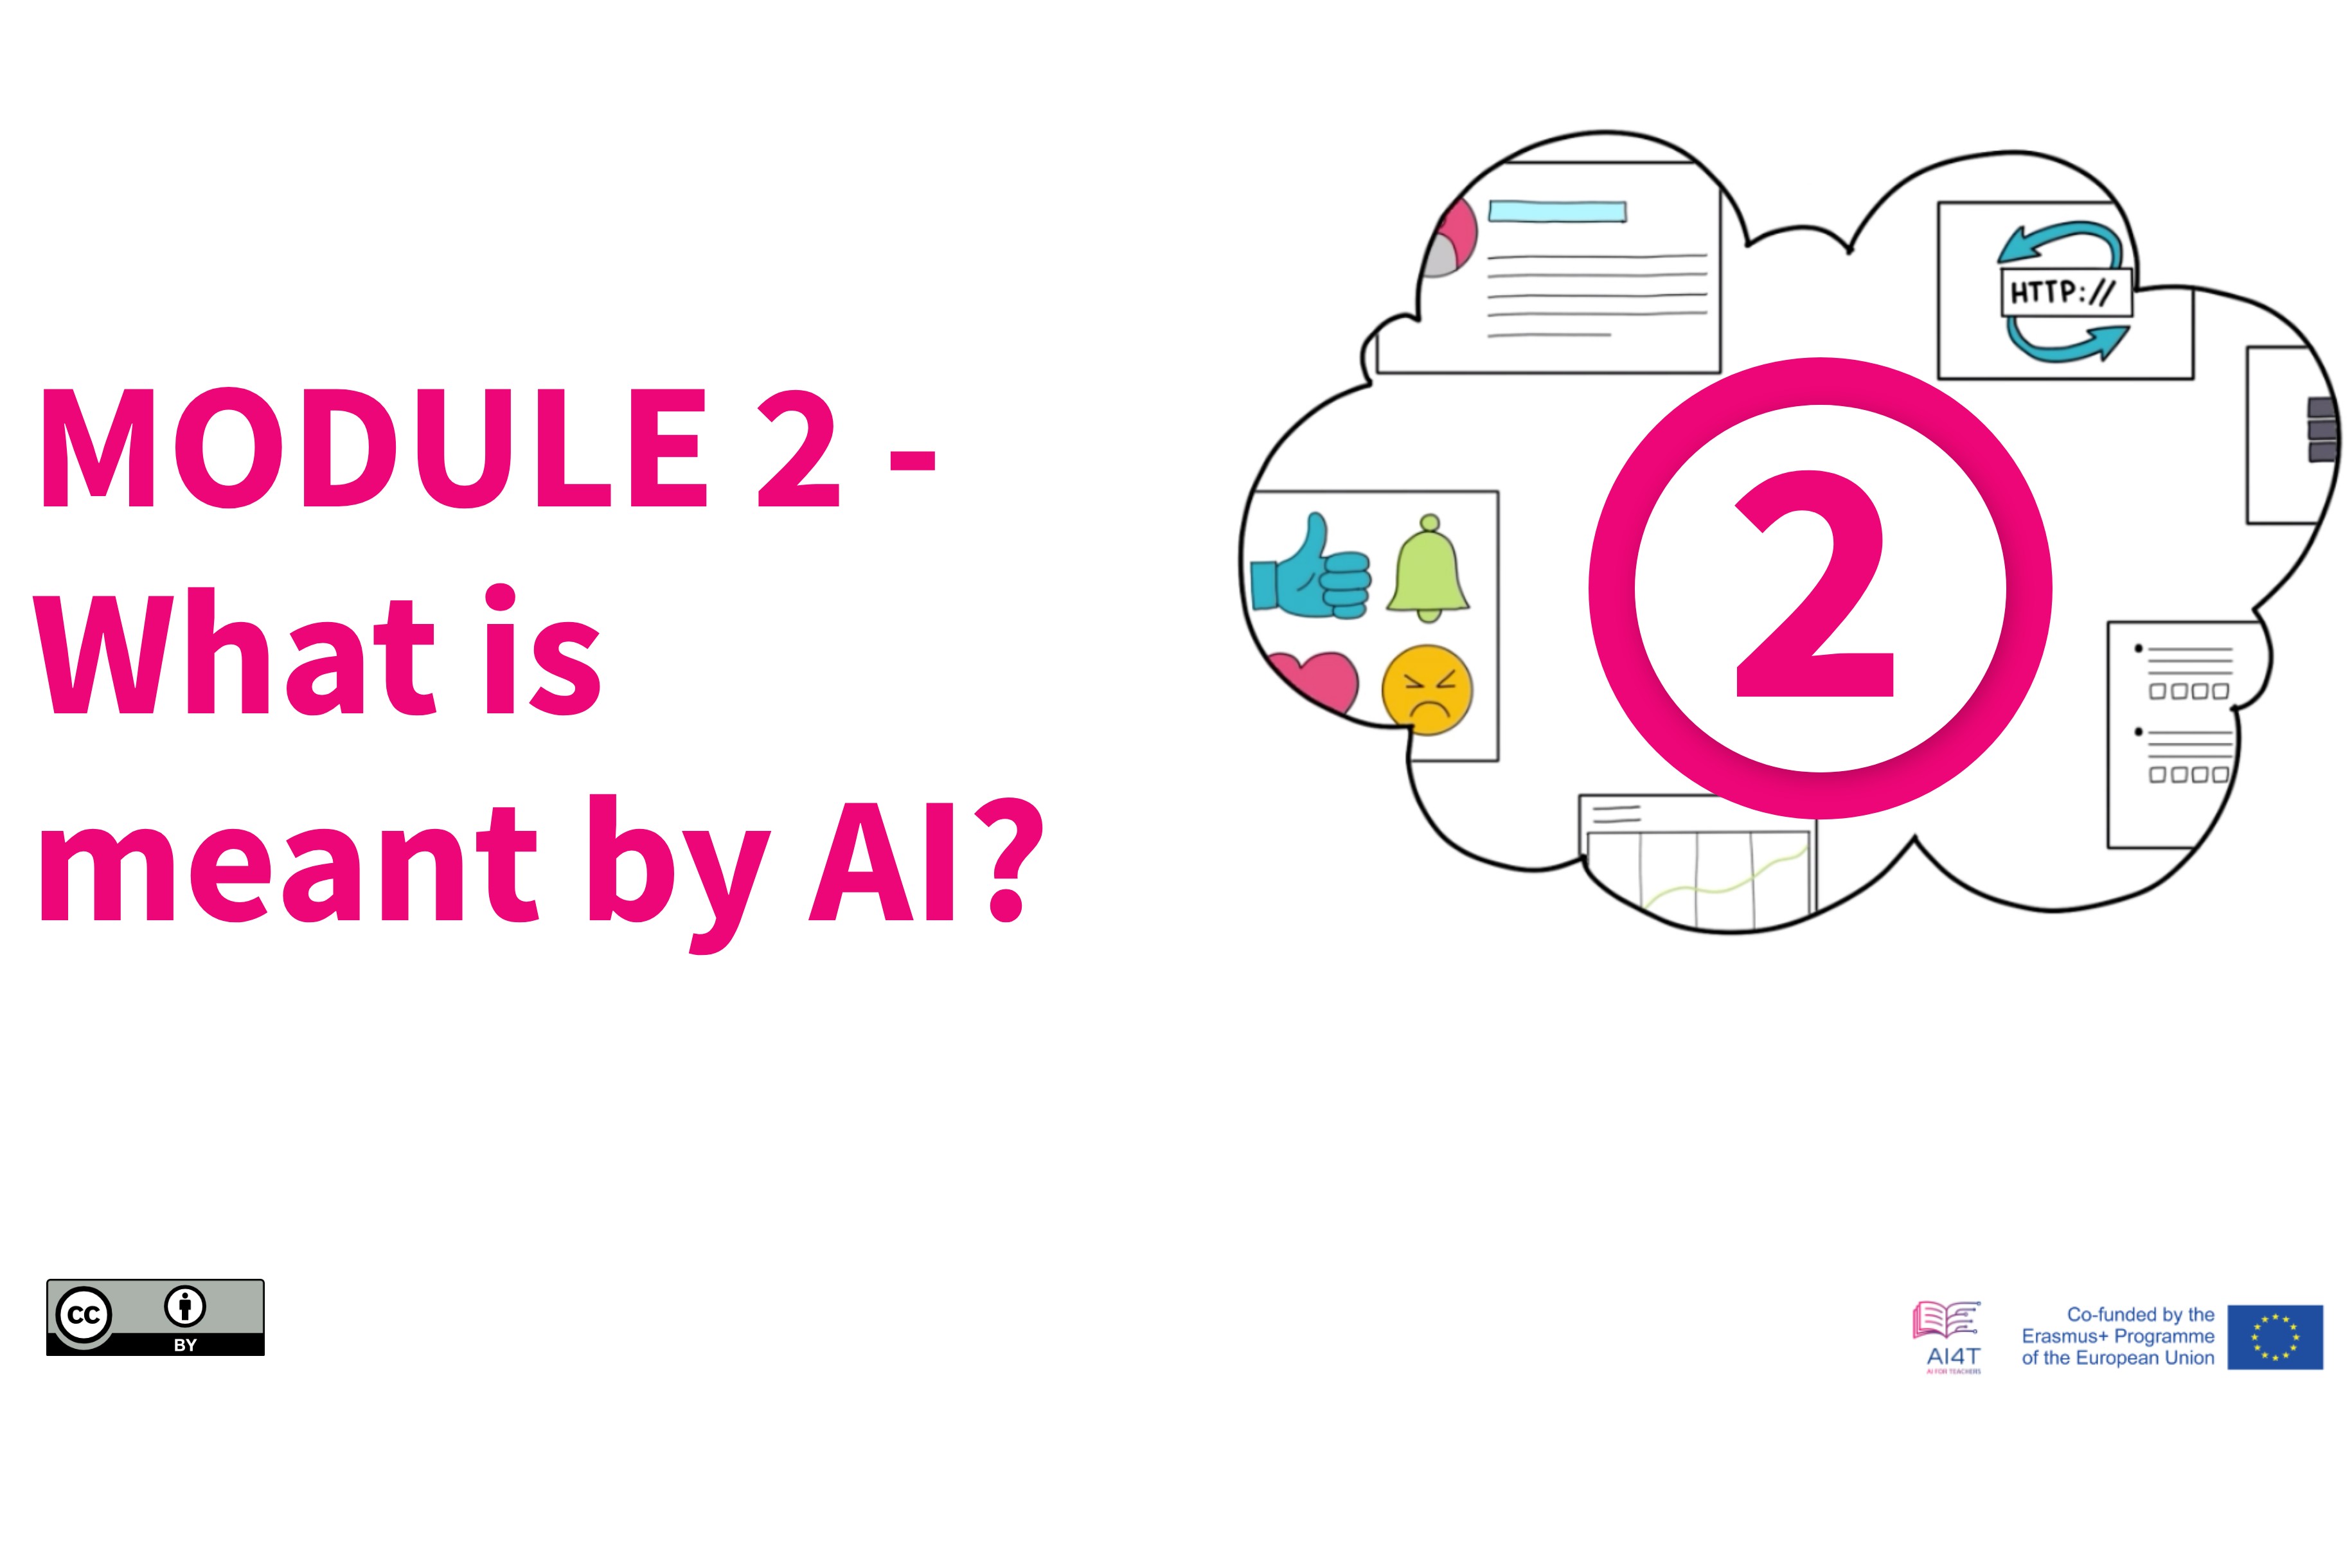 MODULE 2 -
What is
meant by AI?
HTTP://
2
CC
BY
AI4T
AI FOR TEACHERS
Co-funded by the
Erasmus+ Programme
of the European Union